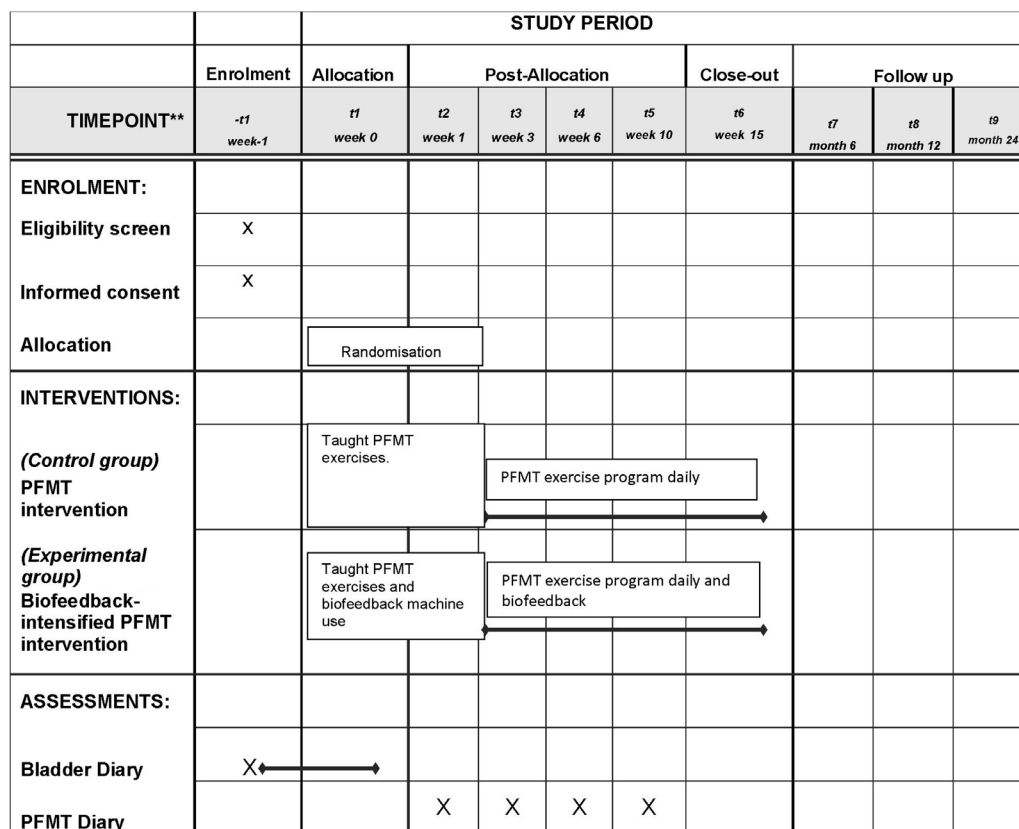 STUDY PERIOD
Enrolment Allocation Post-Allocation Close-out Follow up
TIMEPOINT** -t1 t1 t2 t3 t4 t5 t6 t7 t8 t9
week-1 week 0 week 1 week 3 week 6 week 10 week 15 month 6 month 12 month 24
ENROLMENT:
Eligibility screen X
Informed consent X
Allocation Randomisation
INTERVENTIONS:
(Control group)
PFMT
intervention
Taught PFMT
exercises.
PFMT exercise program daily
(Experimental
group)
Biofeedback-
intensified PFMT
intervention
Taught PFMT
exercises and
biofeedback machine
use
PFMT exercise program daily and
biofeedback
ASSESSMENTS:
Bladder Diary X
PFMT Diary X X X X